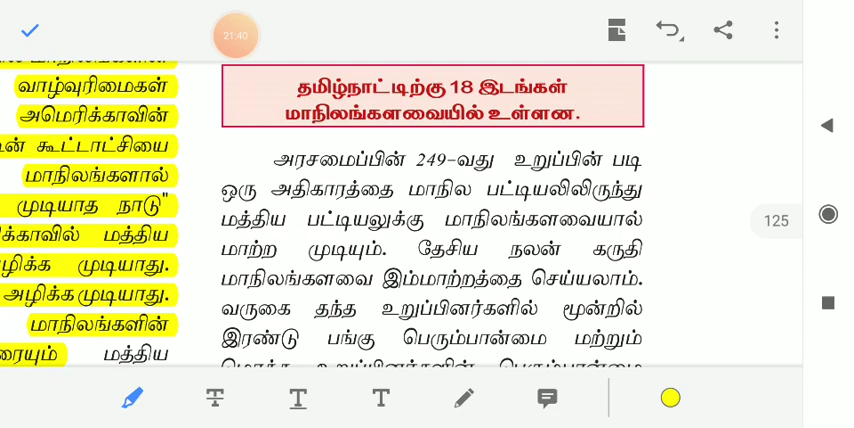 21:40
வாழ்வுரிமைகள்
அமெரிக்காவின்
கூட்டாட்சியை
மாநிலங்களால்
முடியாத நாடு"
மத்திய
முடியாது.
அழிக்க முடியாது.
மாநிலங்களின்
மத்திய
தமிழ்நாட்டிற்கு 18 இடங்கள்
மாநிலங்களவையில் உள்ளன.
அரசமைப்பின் 249-வது உறுப்பின் படி
ஒரு அதிகாரத்தை மாநில பட்டியலிலிருந்து
மத்திய பட்டியலுக்கு மாநிலங்களவையால்
மாற்ற முடியும். தேசிய நலன் கருதி
மாநிலங்களவை இம்மாற்றத்தை செய்யலாம்.
வருகை தந்த உறுப்பினர்களில் மூன்றில்
இரண்டு பங்கு பெரும்பான்மை மற்றும்
125